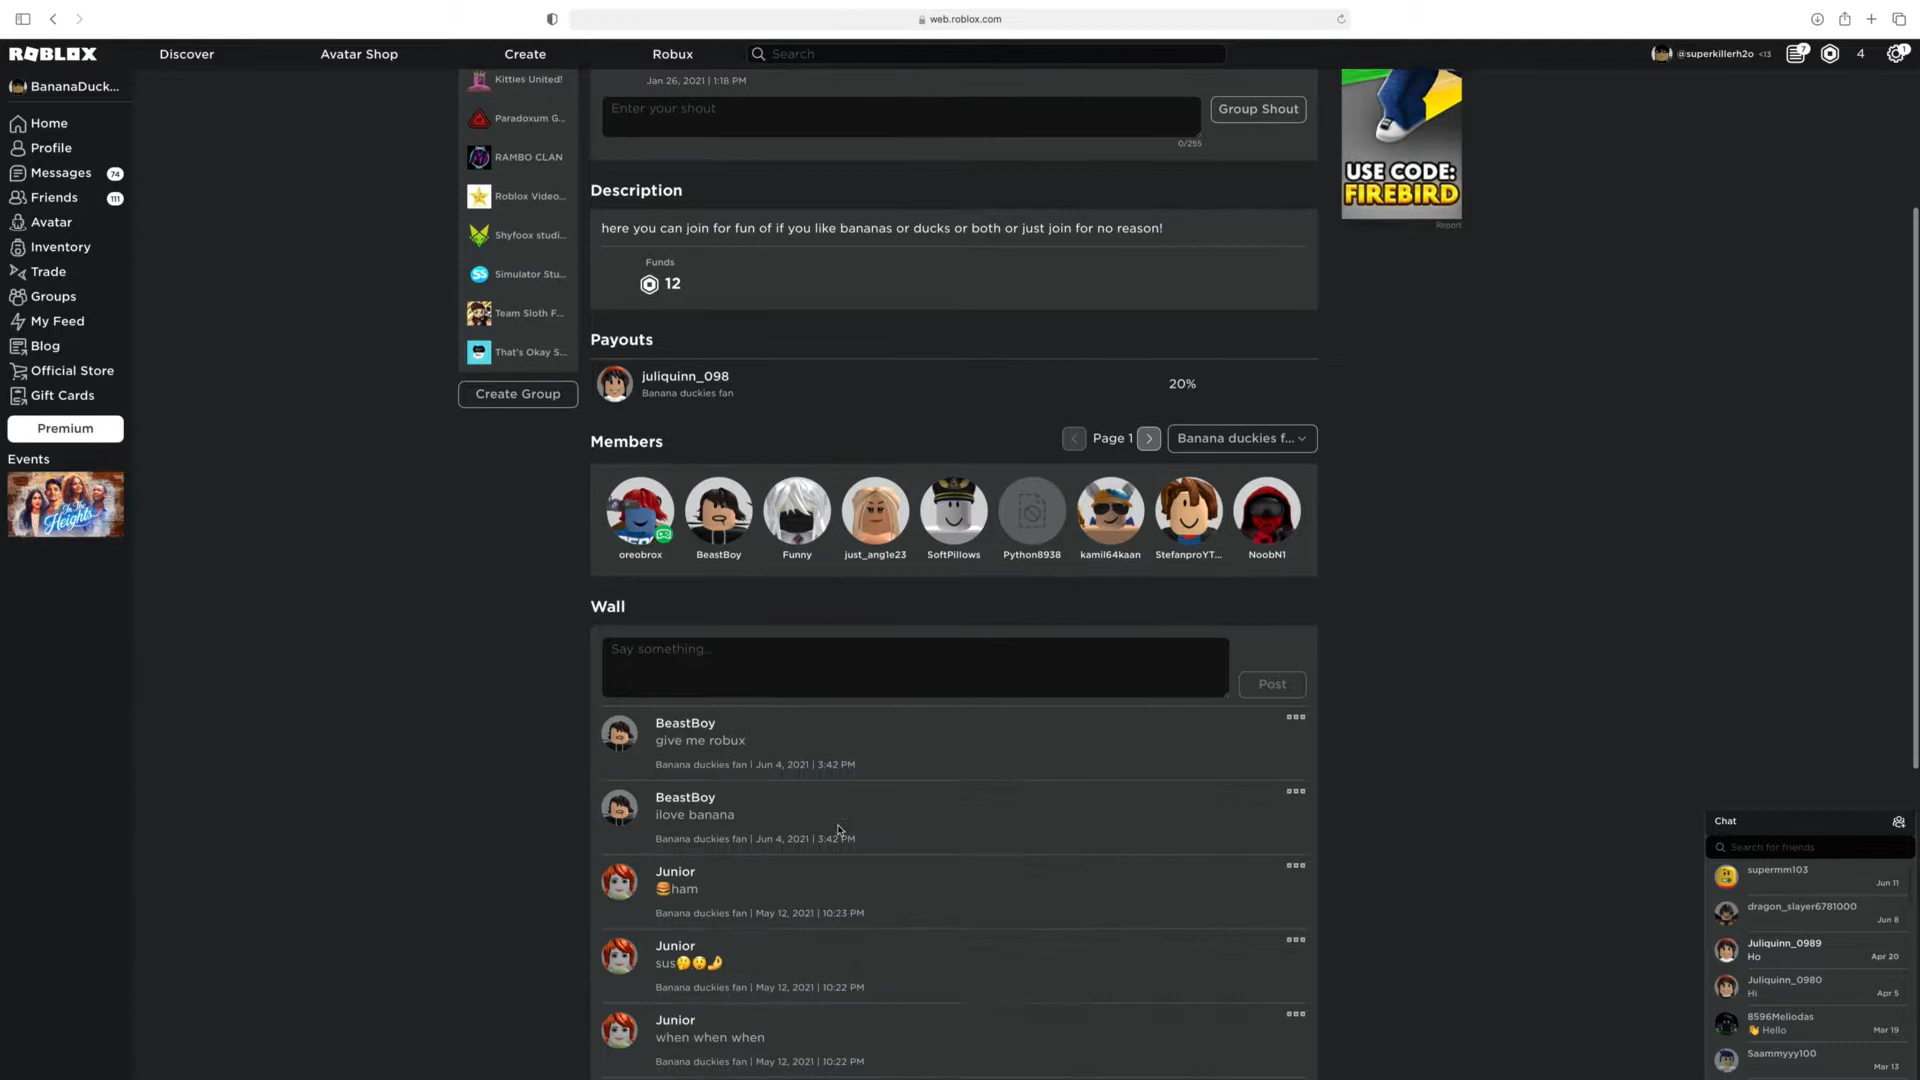 web.roblox.com
ROBLOX
Discover
Avatar Shop
Create
Robux
Search
@superkillerh2o <13
7
4
1
BananaDuck...
Home
Profile
Messages 74
Friends 111
Avatar
Inventory
Trade
Groups
My Feed
Blog
Official Store
Gift Cards
Premium
Events
In The
Heights
Kitties United!
Paradoxum G...
RAMBO CLAN
Roblox Video...
Shyfoox studi...
Simulator Stu...
Team Sloth F...
That's Okay S...
Create Group
Jan 26, 2021 | 1:18 PM
Enter your shout
Group Shout
0/255
Description
here you can join for fun of if you like bananas or ducks or both or just join for no reason!
Funds
12
Payouts
juliquinn_098
Banana duckies fan
20%
Members
Page 1
Banana duckies f...
oreobrox
BeastBoy
Funny
just_ang1e23
SoftPillows
Python8938
kamil64kaan
StefanproYT...
NoobN1
Wall
Say something...
Post
BeastBoy
give me robux
Banana duckies fan | Jun 4, 2021 | 3:42 PM
BeastBoy
ilove banana
Banana duckies fan | Jun 4, 2021 | 3:42 PM
Junior
🍔ham
Banana duckies fan | May 12, 2021 | 10:23 PM
Junior
sus🤔😲🤌
Banana duckies fan | May 12, 2021 | 10:22 PM
Junior
when when when
Banana duckies fan | May 12, 2021 | 10:22 PM
USE CODE:
FIREBIRD
Report
Chat
Search for friends
supermm103
Jun 11
dragon_slayer6781000
Jun 8
Juliquinn_0989
Ho
Apr 20
Juliquinn_0980
Hi
Apr 5
8596Meliodas
👋 Hello
Mar 19
Saammyyy100
Mar 13